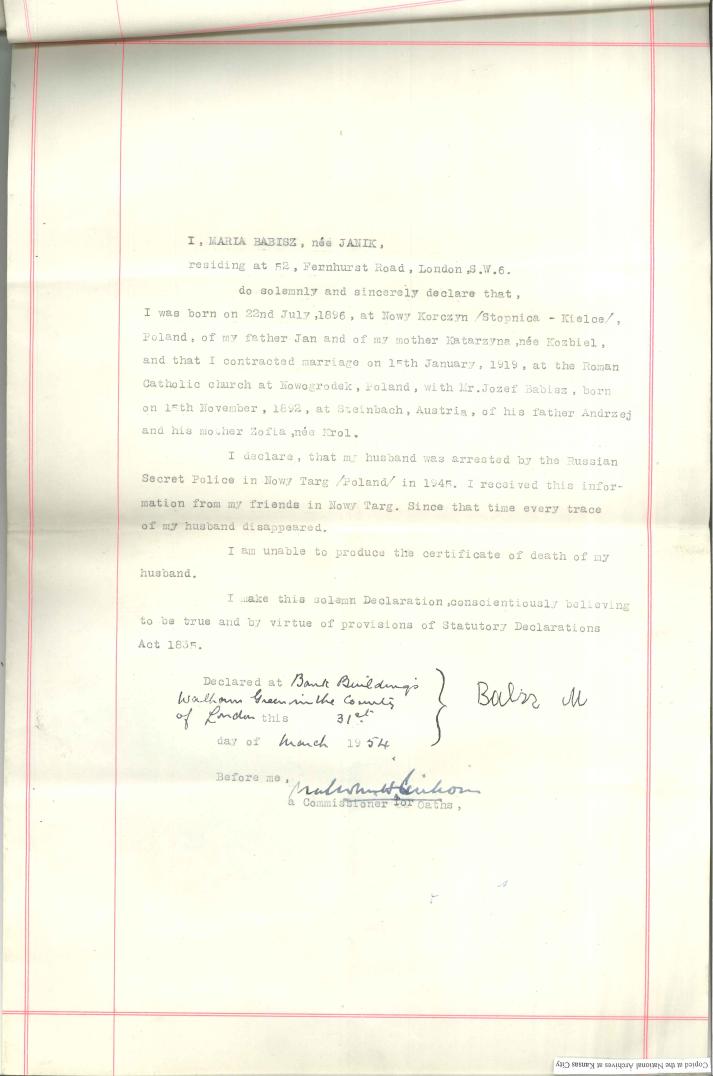 I, MARIA BABISZ, née JANIK,
residing at 52, Fernhurst Road, London,S.W.6.
do solemnly and sincerely declare that,
I was born on 22nd July,1896, at Nowy Korczyn /Stopnica - Kielce/,
Poland, of my father Jan and of my mother Katarzyna,née Kozbiel,
and that I contracted marriage on 15th January, 1919, at the Roman
Catholic church at Nowogrodek, Poland, with Mr.Jozef Babisz, born
on 15th November, 1892, at Steinbach, Austria, of his father Andrzej
and his mother Zofia,née Krol.
I declare, that my husband was arrested by the Russian
Secret Police in Nowy Targ /Poland/ in 1945. I received this infor-
mation from my friends in Nowy Targ. Since that time every trace
of my husband disappeared.
I am unable to produce the certificate of death of my
husband.
I make this solemn Declaration,conscientiously believing
to be true and by virtue of provisions of Statutory Declarations
Act 1835.
Declared at Bank Buildings
Walham Green in the County
of London this 31st
day of March 1954
Babisz M
Before me,
a Commissioner for Oaths,
Copied at the National Archives at Kansas City